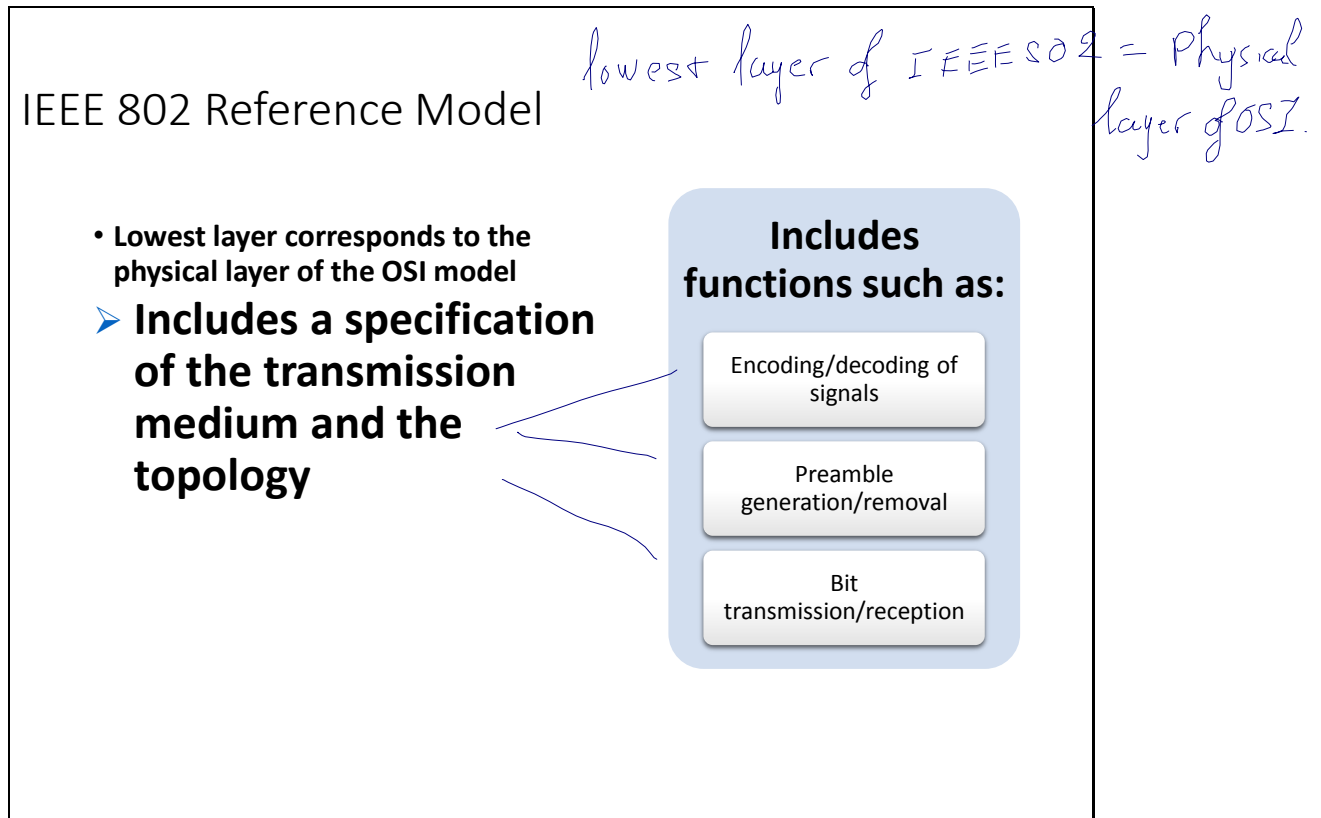 lowest layer of IEEE802 = Physical
layer of OSI.
IEEE 802 Reference Model
• Lowest layer corresponds to the
physical layer of the OSI model
➢ Includes a specification
of the transmission
medium and the
topology
Includes
functions such as:
Encoding/decoding of
signals
Preamble
generation/removal
Bit
transmission/reception